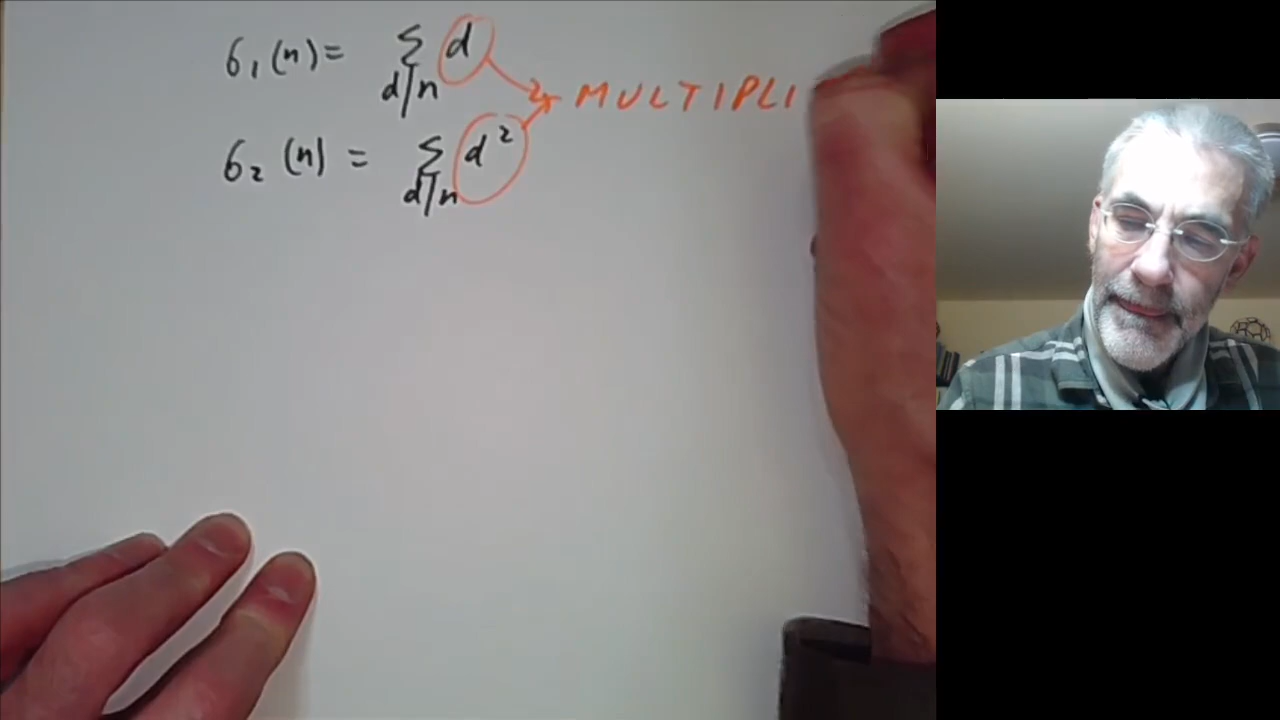 σ₁(n) = Σ d|n d
MULTIPLI
σ₂(n) = Σ d|n d²